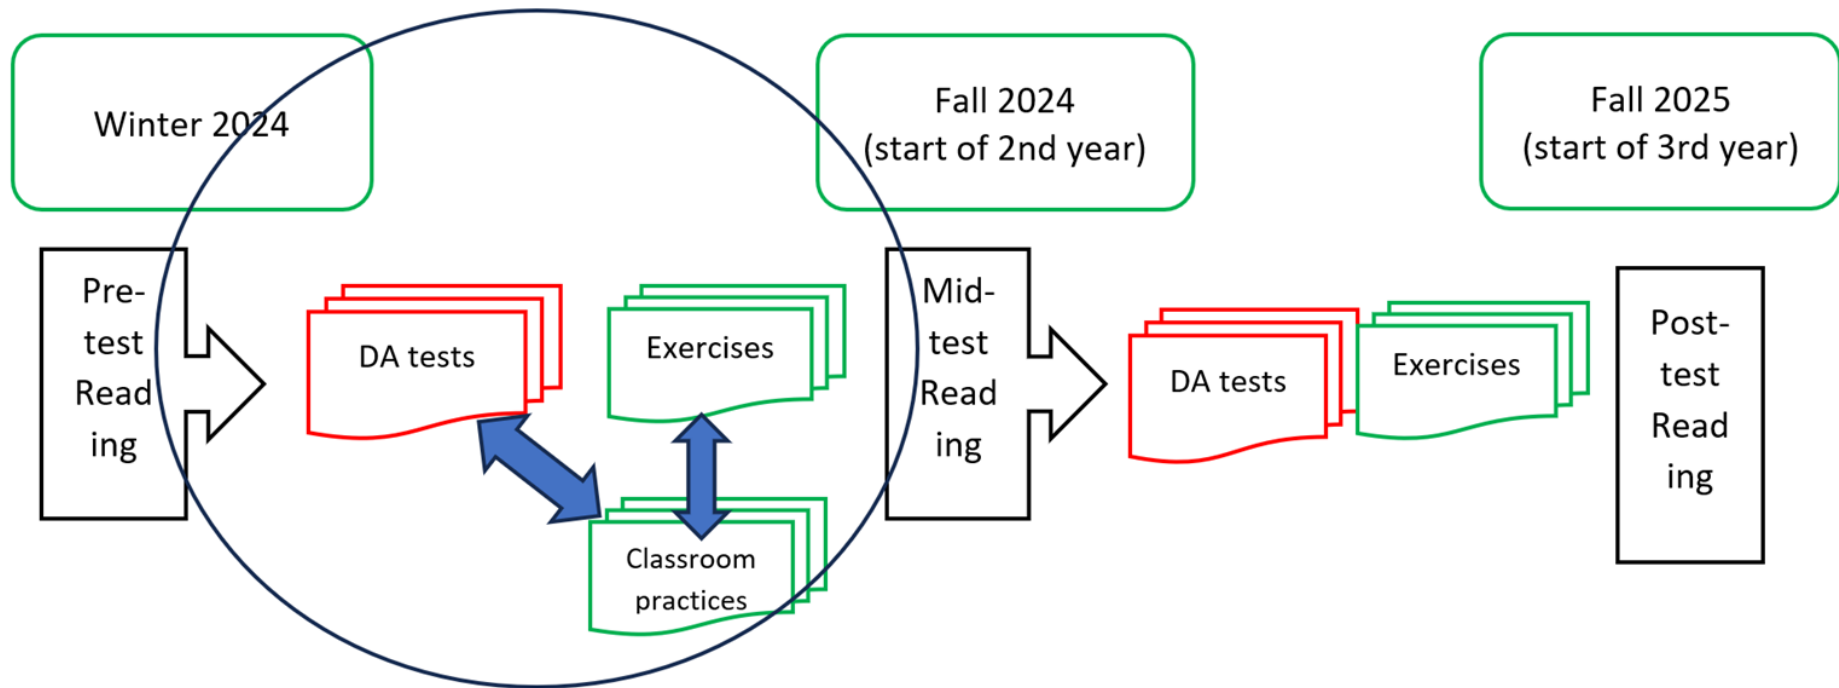 Winter 2024
Fall 2024
(start of 2nd year)
Fall 2025
(start of 3rd year)
Pre-
test
Read
ing
DA tests
Exercises
Classroom
practices
Mid-
test
Read
ing
DA tests
Exercises
Post-
test
Read
ing